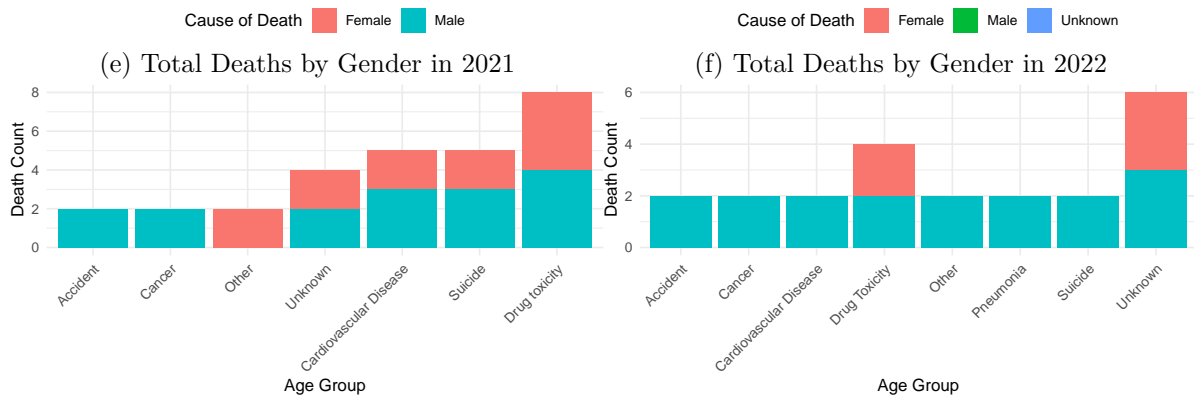 Cause of Death Female Male
Cause of Death Female Male Unknown
(e) Total Deaths by Gender in 2021
(f) Total Deaths by Gender in 2022
Death Count
8
6
4
2
0
Accident
Cancer
Other
Unknown
Cardiovascular Disease
Suicide
Drug toxicity
Age Group
Death Count
6
4
2
0
Accident
Cancer
Cardiovascular Disease
Drug Toxicity
Other
Pneumonia
Suicide
Unknown
Age Group